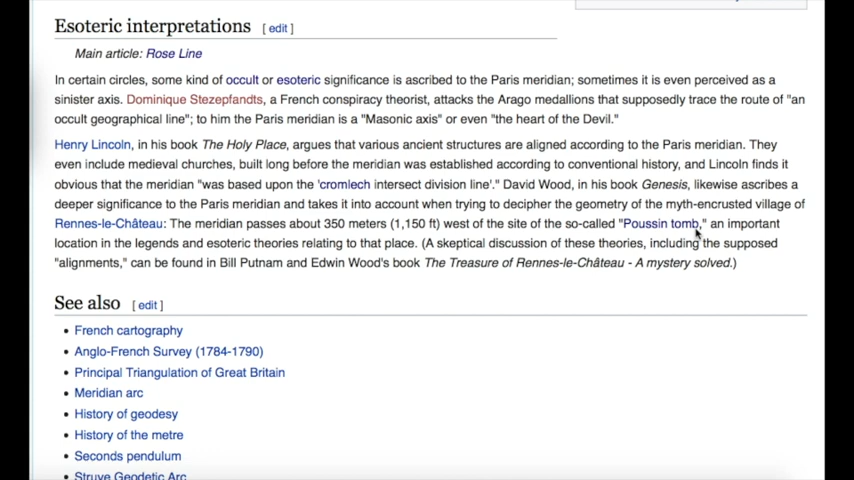 Esoteric interpretations [ edit ]
Main article: Rose Line
In certain circles, some kind of occult or esoteric significance is ascribed to the Paris meridian; sometimes it is even perceived as a
sinister axis. Dominique Stezepfandts, a French conspiracy theorist, attacks the Arago medallions that supposedly trace the route of "an
occult geographical line"; to him the Paris meridian is a "Masonic axis" or even "the heart of the Devil."
Henry Lincoln, in his book The Holy Place, argues that various ancient structures are aligned according to the Paris meridian. They
even include medieval churches, built long before the meridian was established according to conventional history, and Lincoln finds it
obvious that the meridian "was based upon the 'cromlech intersect division line'." David Wood, in his book Genesis, likewise ascribes a
deeper significance to the Paris meridian and takes it into account when trying to decipher the geometry of the myth-encrusted village of
Rennes-le-Château: The meridian passes about 350 meters (1,150 ft) west of the site of the so-called "Poussin tomb," an important
location in the legends and esoteric theories relating to that place. (A skeptical discussion of these theories, including the supposed
"alignments," can be found in Bill Putnam and Edwin Wood's book The Treasure of Rennes-le-Château - A mystery solved.)
See also [ edit ]
French cartography
Anglo-French Survey (1784-1790)
Principal Triangulation of Great Britain
Meridian arc
History of geodesy
History of the metre
Seconds pendulum
Struve Geodetic Arc